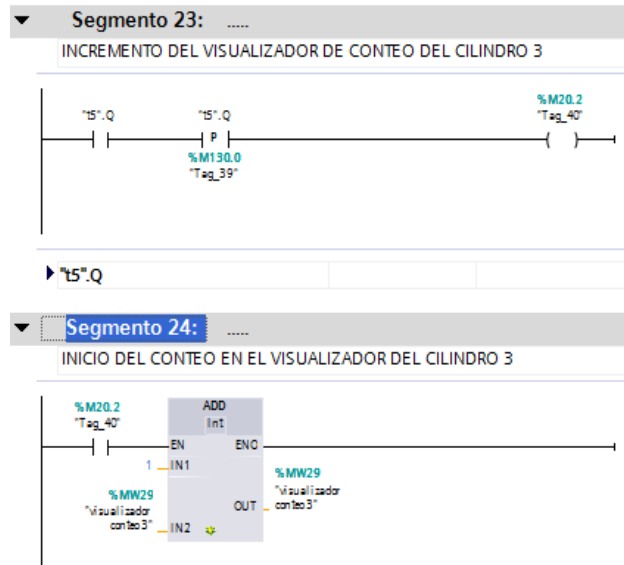 Segmento 23: .....
INCREMENTO DEL VISUALIZADOR DE CONTEO DEL CILINDRO 3
%M20.2
"t5".Q "t5".Q "Tag_40"
P
%M130.0
"Tag_39"
"t5".Q
Segmento 24: .....
INICIO DEL CONTEO EN EL VISUALIZADOR DEL CILINDRO 3
%M20.2 ADD
"Tag_40" Int
EN ENO
1 IN1
%MW29 %MW29
"visualizador "visualizador
conteo3" IN2 OUT conteo3"